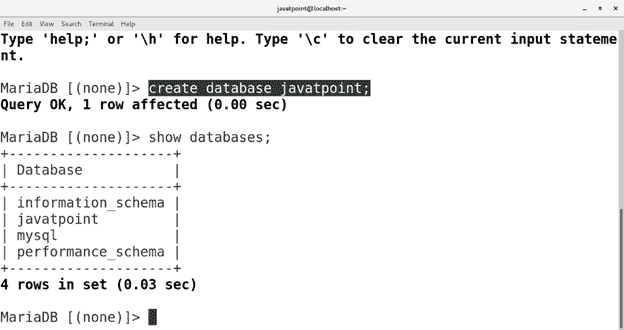 javatpoint@localhost:~
File Edit View Search Terminal Help
Type 'help;' or '\h' for help. Type '\c' to clear the current input stateme
nt.
MariaDB [(none)]> create database javatpoint;
Query OK, 1 row affected (0.00 sec)
MariaDB [(none)]> show databases;
+--------------------+
| Database           |
+--------------------+
| information_schema |
| javatpoint         |
| mysql              |
| performance_schema |
+--------------------+
4 rows in set (0.03 sec)
MariaDB [(none)]>